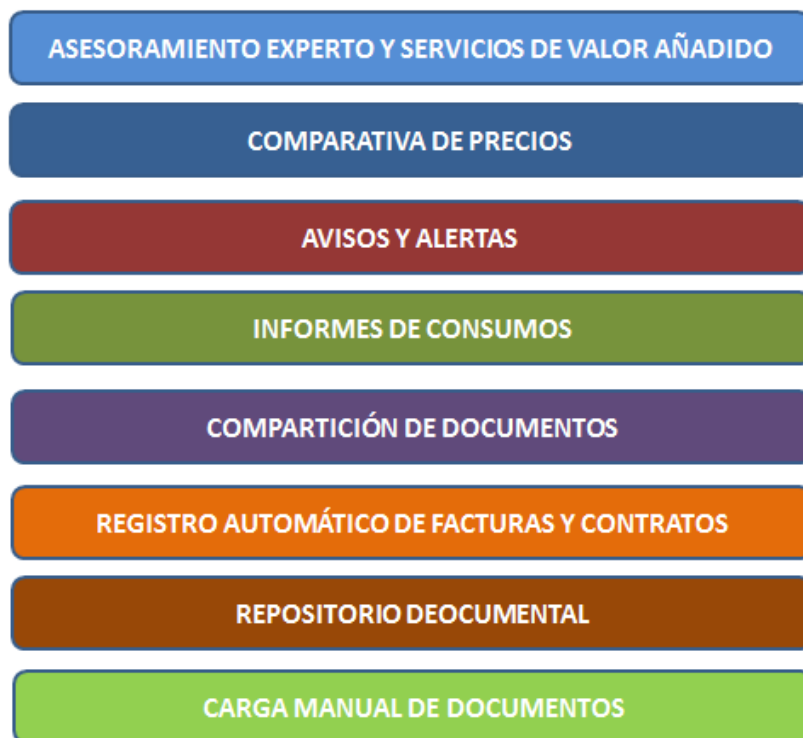 ASESORAMIENTO EXPERTO Y SERVICIOS DE VALOR AÑADIDO
COMPARATIVA DE PRECIOS
AVISOS Y ALERTAS
INFORMES DE CONSUMOS
COMPARTICIÓN DE DOCUMENTOS
REGISTRO AUTOMÁTICO DE FACTURAS Y CONTRATOS
REPOSITORIO DEOCUMENTAL
CARGA MANUAL DE DOCUMENTOS